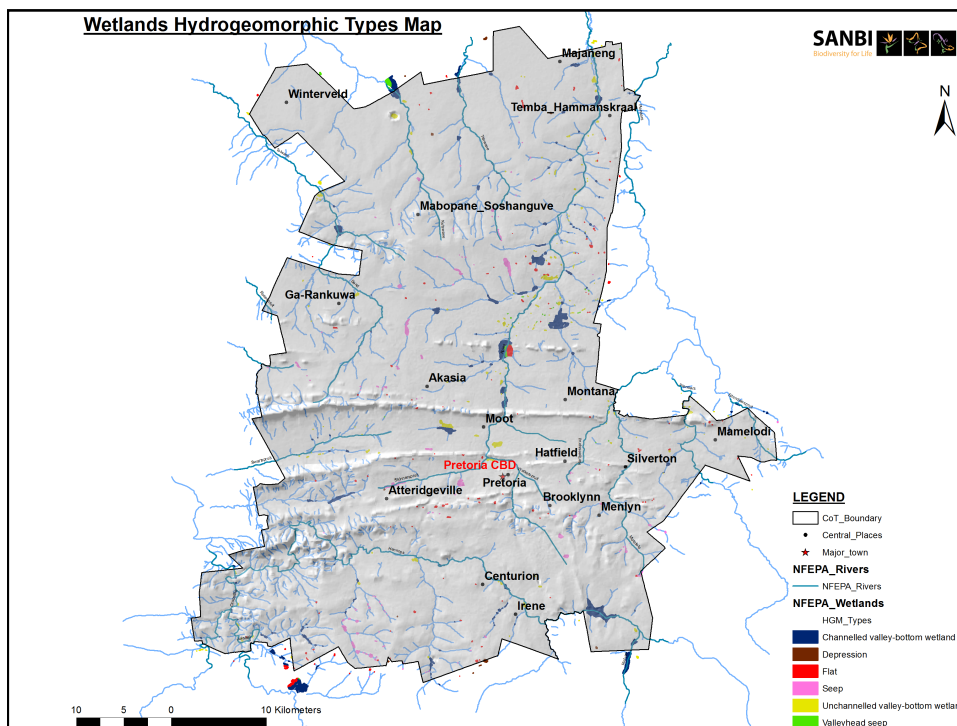 Wetlands Hydrogeomorphic Types Map
SANBI
Biodiversity for Life
N
Majaneng
Winterveld
Temba_Hammanskraal
Mabopane_Soshanguve
Ga-Rankuwa
Akasia
Montana
Moot
Mamelodi
Hatfield
Silverton
Pretoria CBD
Pretoria
Atteridgeville
Brooklynn
Menlyn
Centurion
Irene
LEGEND
CoT_Boundary
Central_Places
Major_town
NFEPA_Rivers
NFEPA_Rivers
NFEPA_Wetlands
HGM_Types
Channelled valley-bottom wetland
Depression
Flat
Seep
Unchannelled valley-bottom wetlan
Valleyhead seep
10 5 0 10 Kilometers